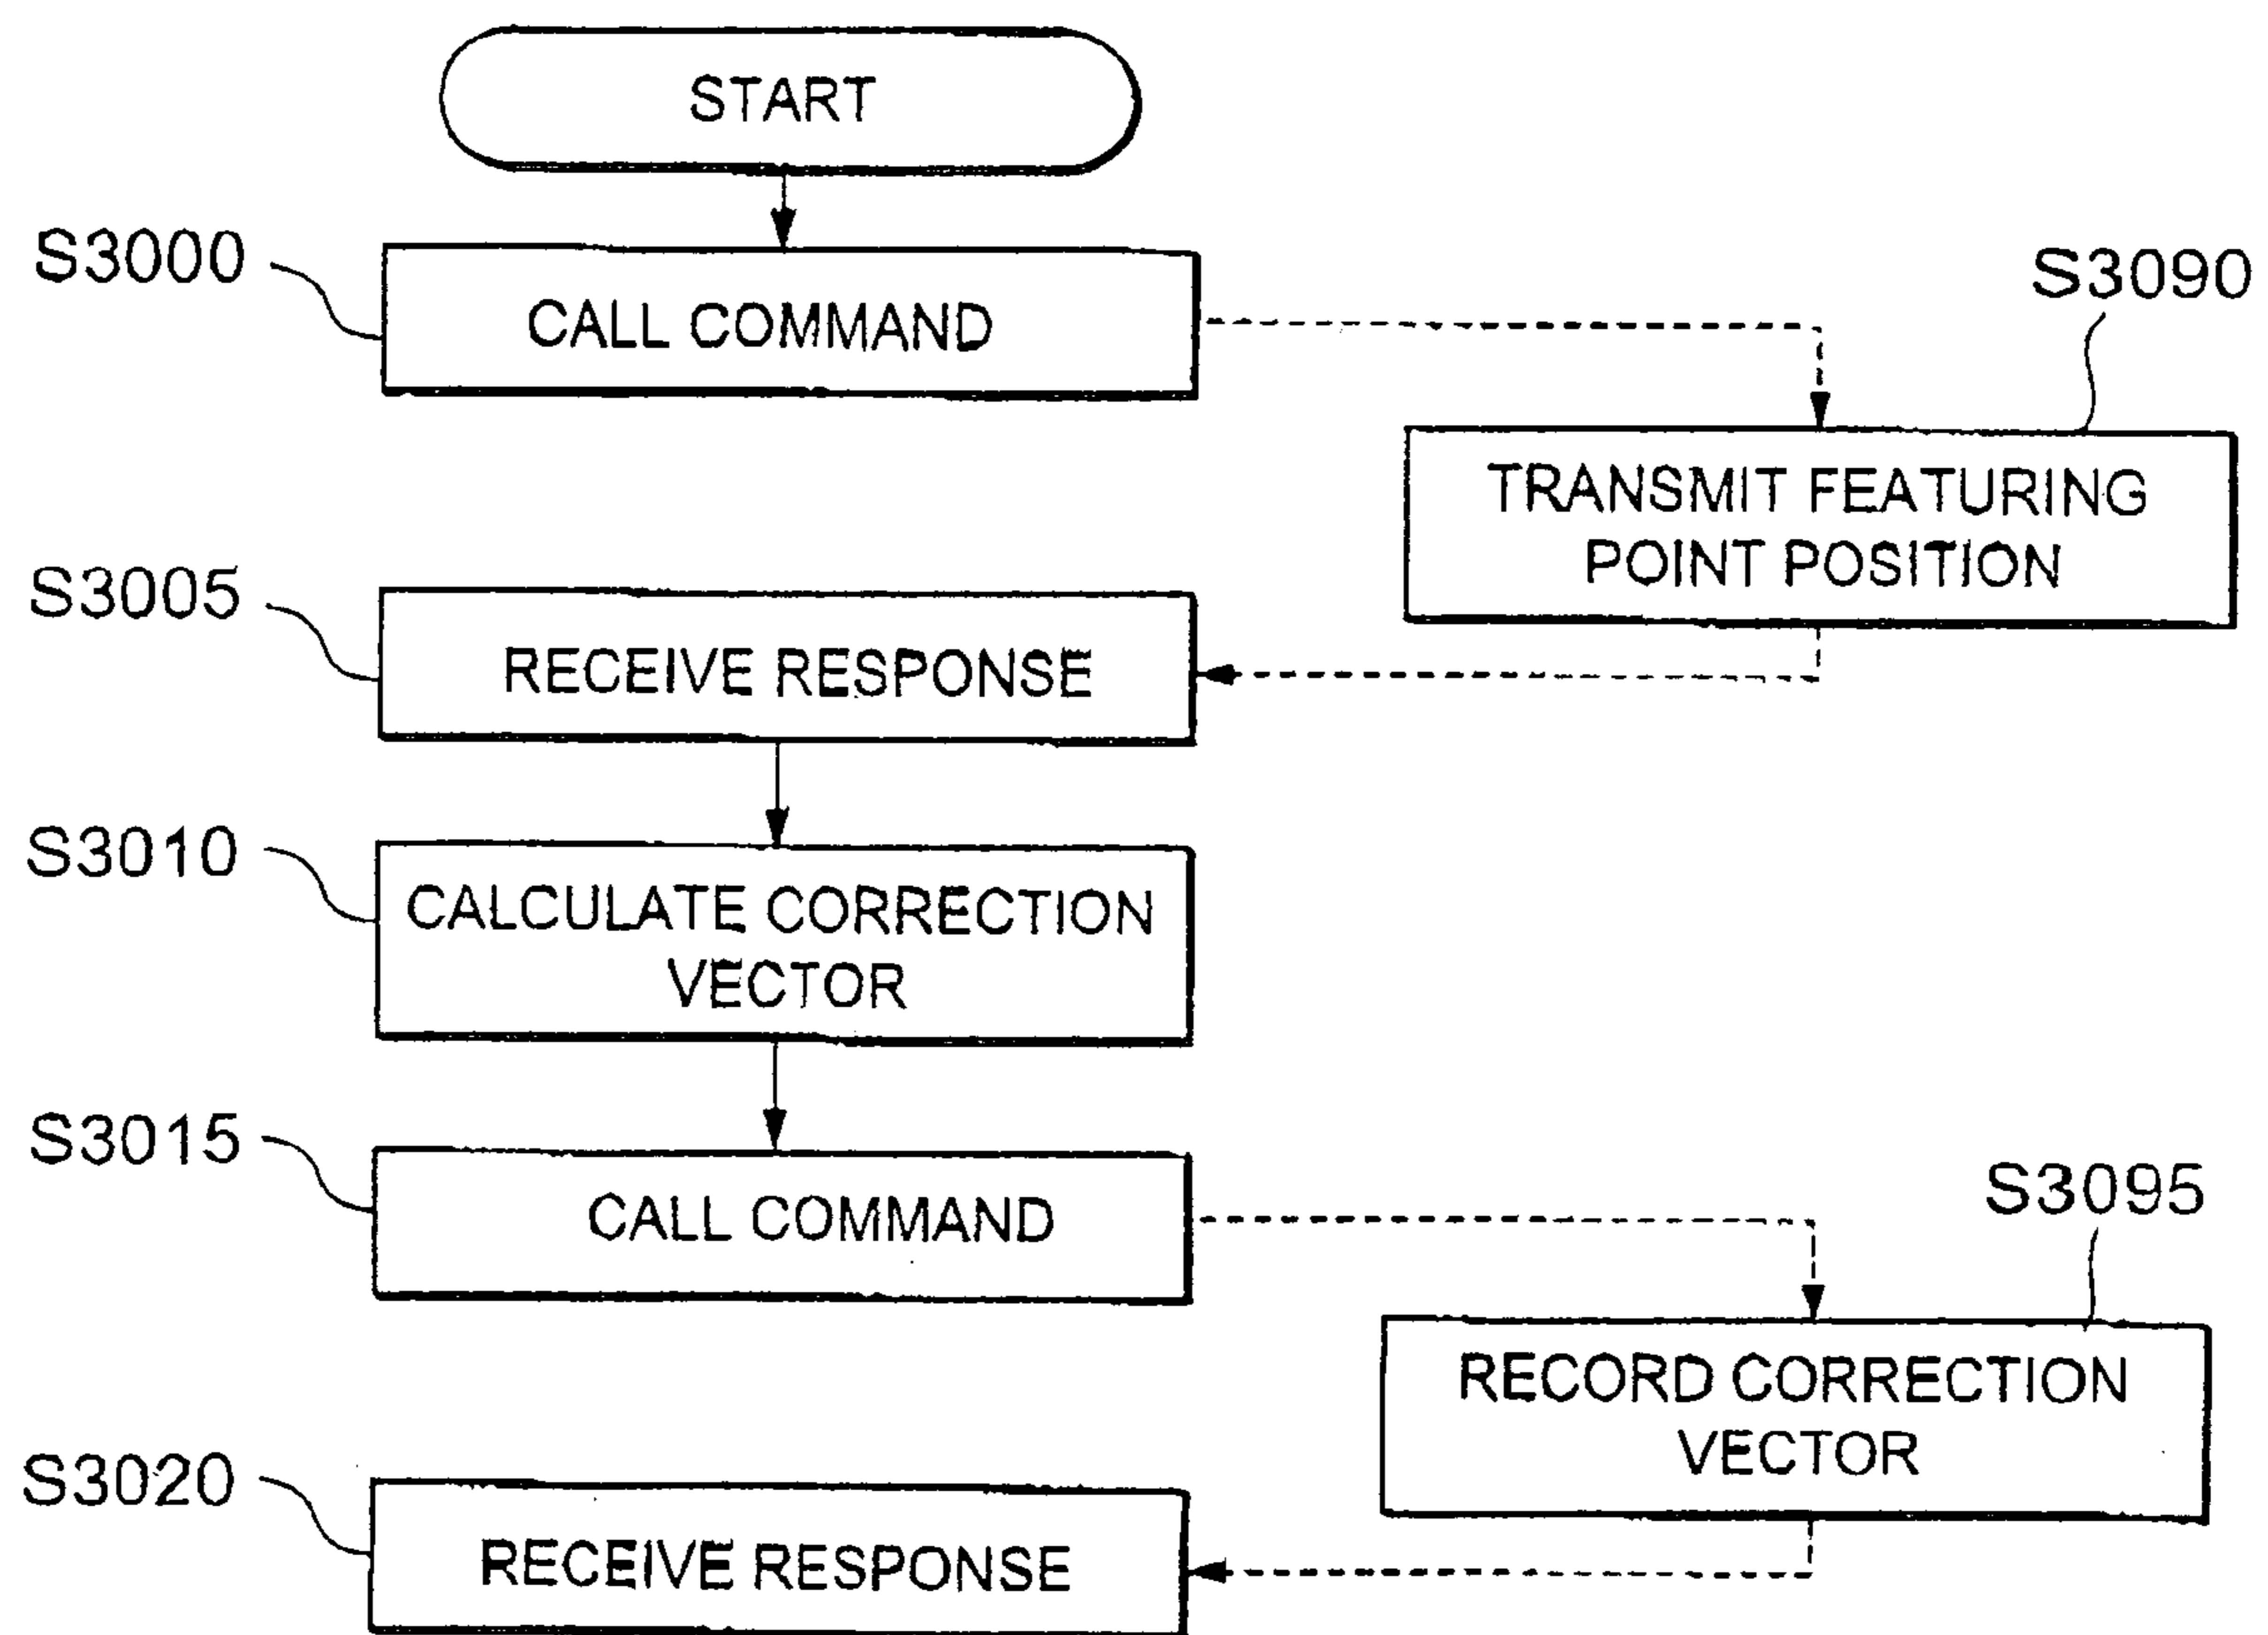 START
S3000
CALL COMMAND
S3090
TRANSMIT FEATURING
POINT POSITION
S3005
RECEIVE RESPONSE
S3010
CALCULATE CORRECTION
VECTOR
S3015
CALL COMMAND
S3095
RECORD CORRECTION
VECTOR
S3020
RECEIVE RESPONSE